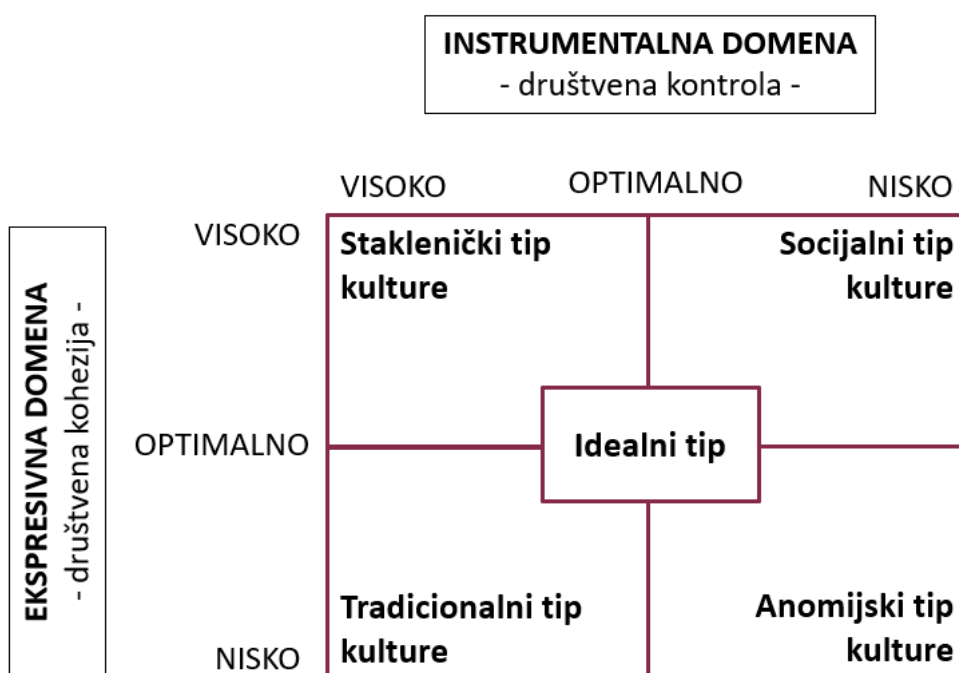 INSTRUMENTALNA DOMENA
- društvena kontrola -
VISOKO
OPTIMALNO
NISKO
EKSPRESIVNA DOMENA
- društvena kohezija -
VISOKO
Staklenički tip
kulture
Socijalni tip
kulture
OPTIMALNO
Idealni tip
NISKO
Tradicionalni tip
kulture
Anomijski tip
kulture